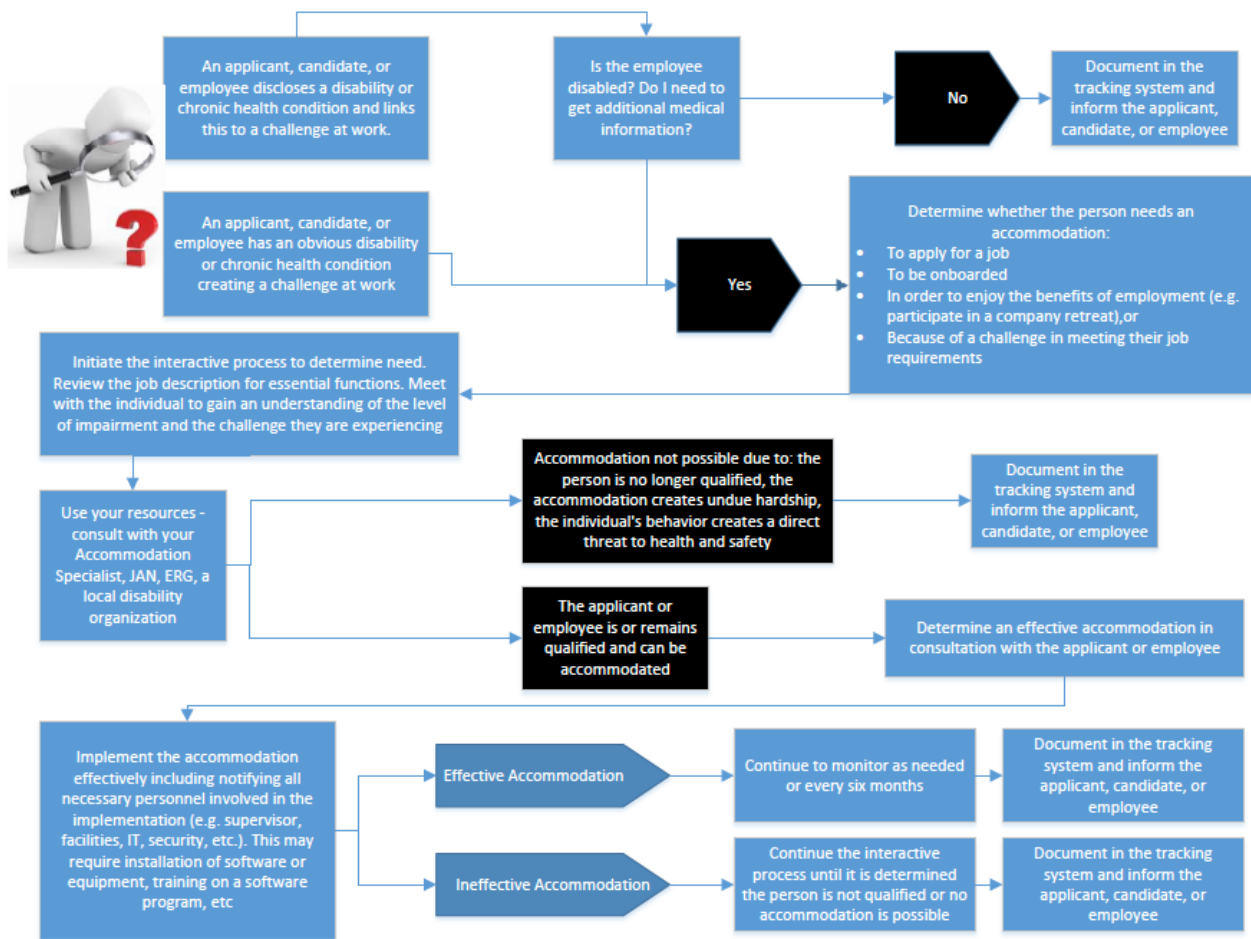 An applicant, candidate, or
employee discloses a disability or
chronic health condition and links
this to a challenge at work.
Is the employee
disabled? Do I need to
get additional medical
information?
No
Document in the
tracking system and
inform the applicant,
candidate, or employee
?
An applicant, candidate, or
employee has an obvious disability
or chronic health condition
creating a challenge at work
Yes
Determine whether the person needs an
accommodation:
• To apply for a job
• To be onboarded
• In order to enjoy the benefits of employment (e.g.
participate in a company retreat),or
• Because of a challenge in meeting their job
requirements
Initiate the interactive process to determine need.
Review the job description for essential functions. Meet
with the individual to gain an understanding of the level
of impairment and the challenge they are experiencing
Use your resources -
consult with your
Accommodation
Specialist, JAN, ERG, a
local disability
organization
Accommodation not possible due to: the
person is no longer qualified, the
accommodation creates undue hardship,
the individual's behavior creates a direct
threat to health and safety
Document in the
tracking system and
inform the applicant,
candidate, or employee
The applicant or
employee is or remains
qualified and can be
accommodated
Determine an effective accommodation in
consultation with the applicant or employee
Implement the accommodation
effectively including notifying all
necessary personnel involved in the
implementation (e.g. supervisor,
facilities, IT, security, etc.). This may
require installation of software or
equipment, training on a software
program, etc
Effective Accommodation
Continue to monitor as needed
or every six months
Document in the tracking
system and inform the
applicant, candidate, or
employee
Ineffective Accommodation
Continue the interactive
process until it is determined
the person is not qualified or no
accommodation is possible
Document in the tracking
system and inform the
applicant, candidate, or
employee